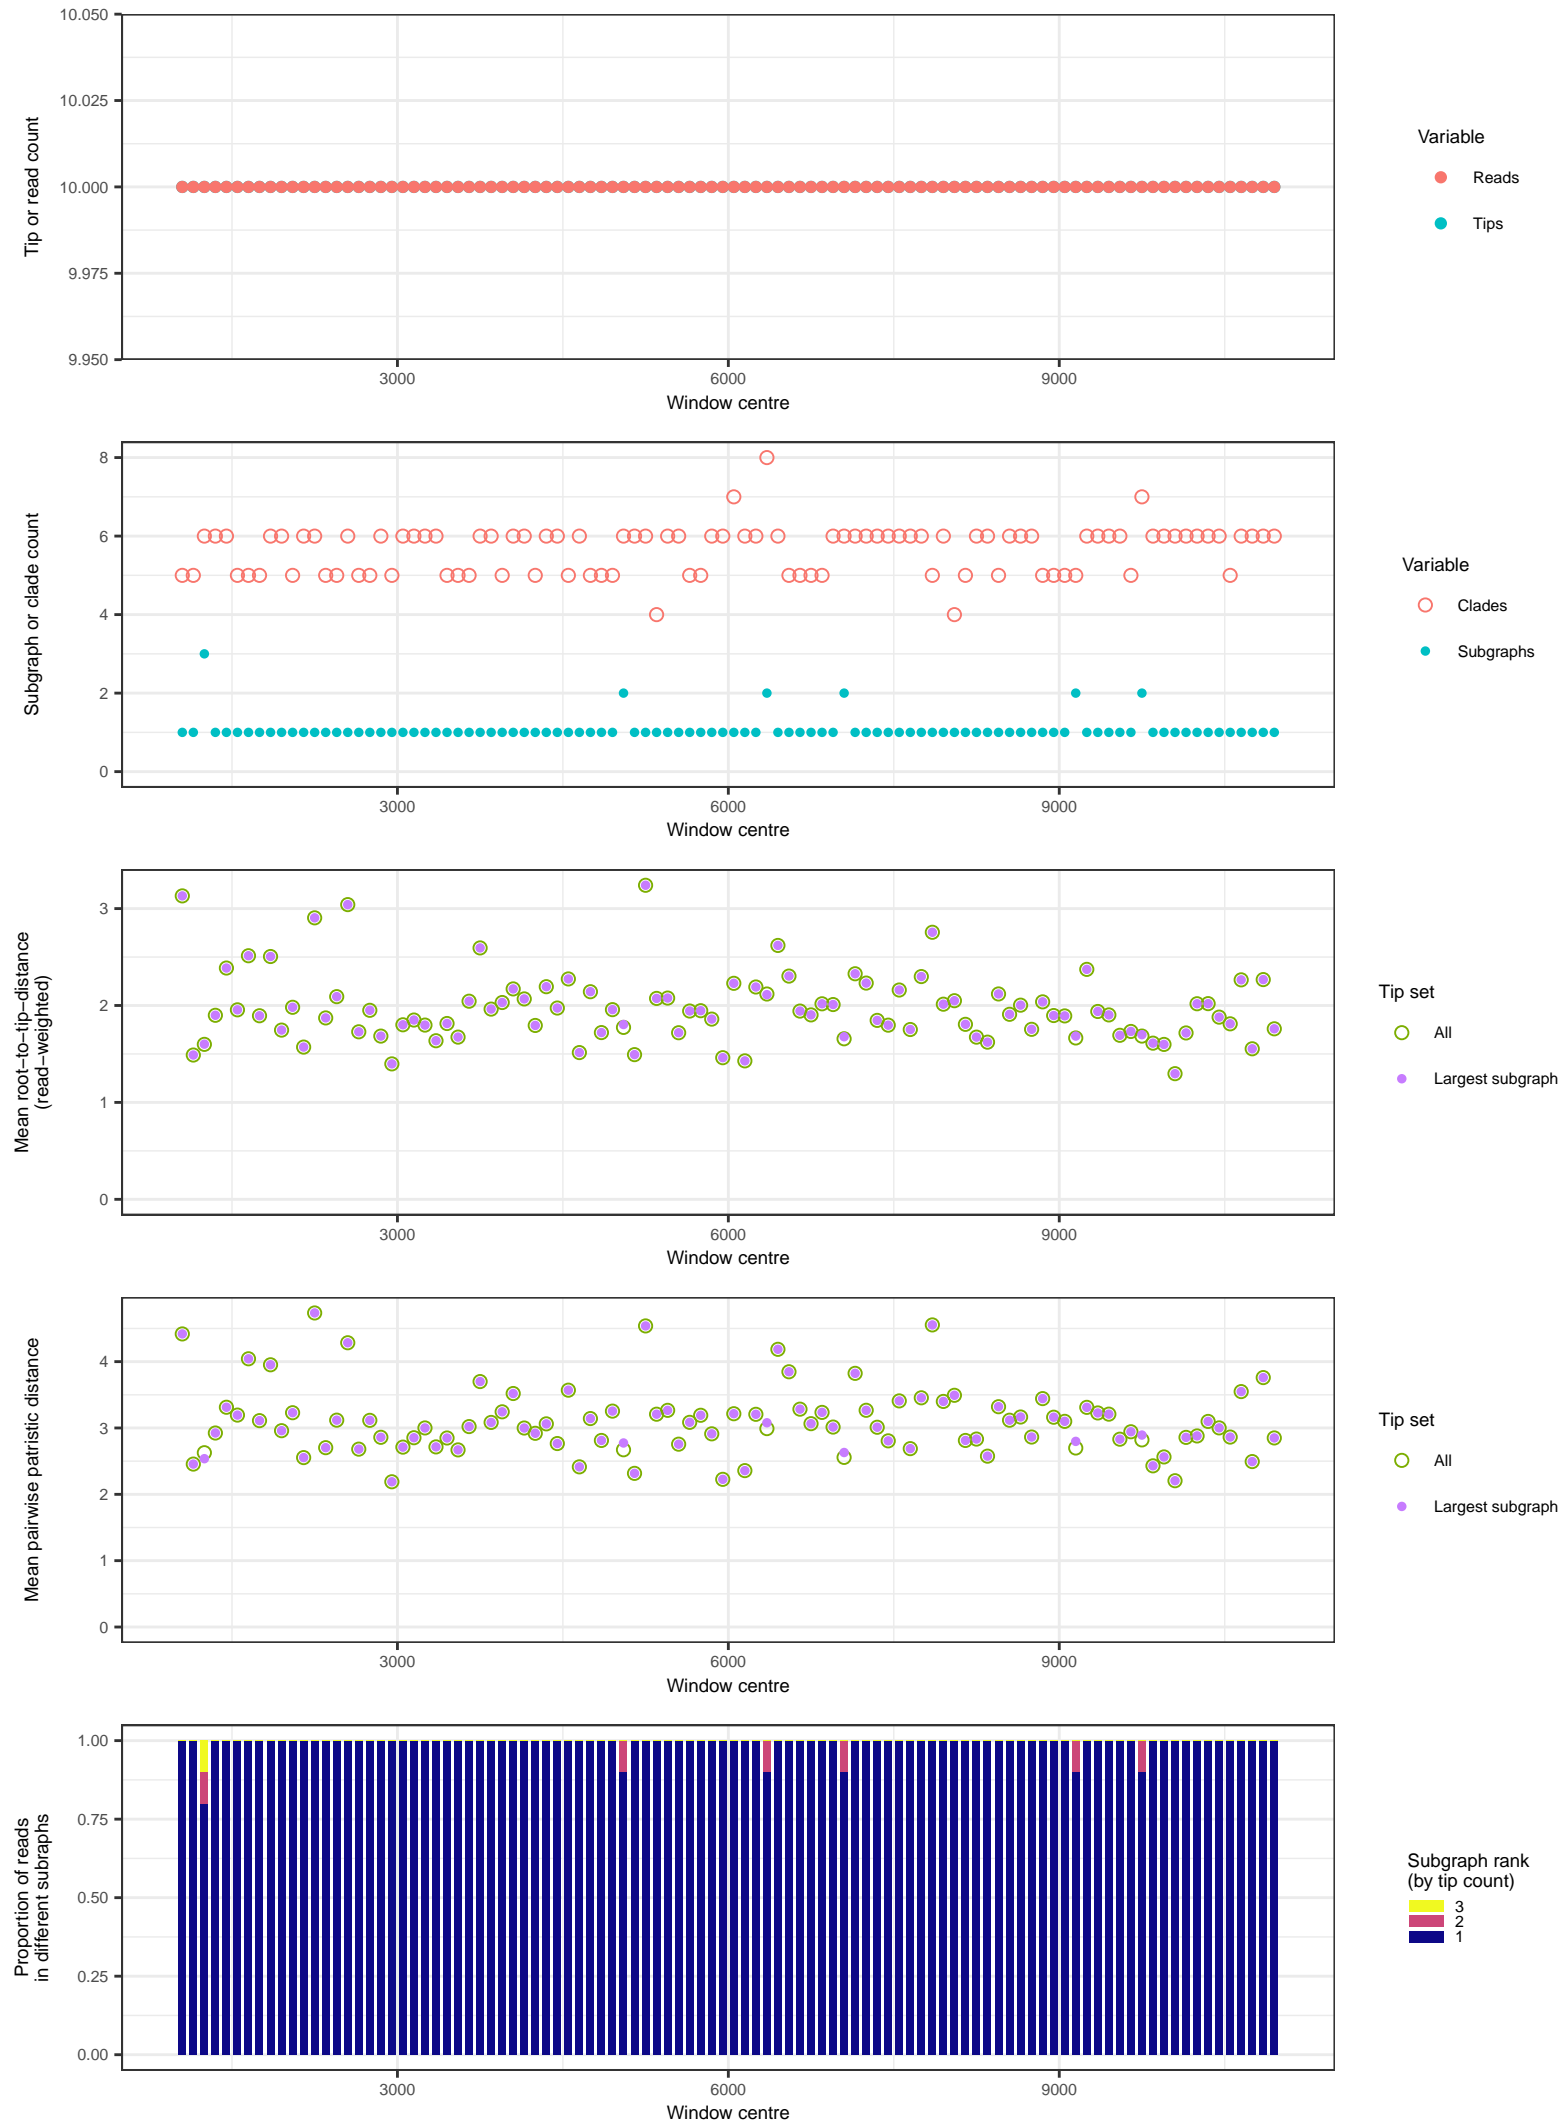 10.050
10.025
10.000
9.975
9.950
Tip or read count
3000
6000
9000
Window centre
Variable
Reads
Tips
8
6
4
2
0
Subgraph or clade count
3000
6000
9000
Window centre
Variable
Clades
Subgraphs
3
2
1
0
Mean root−to−tip−distance
(read−weighted)
3000
6000
9000
Window centre
Tip set
All
Largest subgraph
4
3
2
1
0
Mean pairwise patristic distance
3000
6000
9000
Window centre
Tip set
All
Largest subgraph
1.00
0.75
0.50
0.25
0.00
Proportion of reads
in different subraphs
3000
6000
9000
Window centre
Subgraph rank
(by tip count)
3
2
1